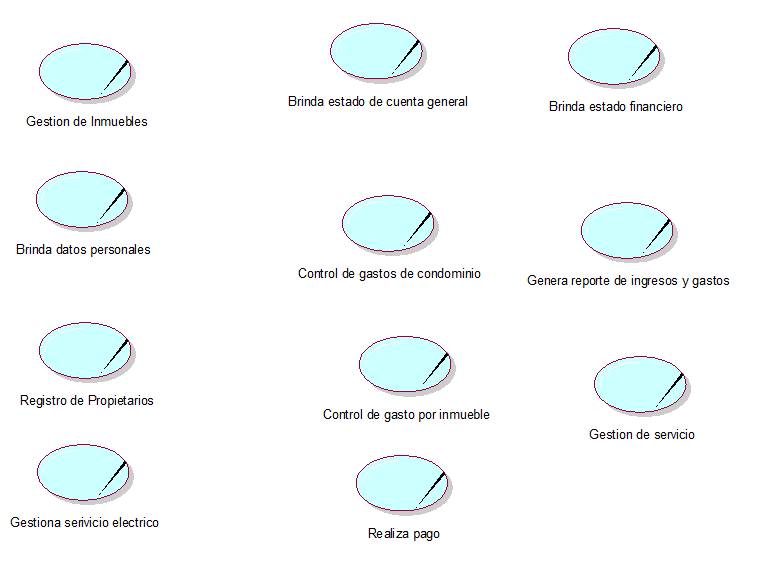 Brinda estado de cuenta general
Brinda estado financiero
Gestion de Inmuebles
Brinda datos personales
Control de gastos de condominio
Genera reporte de ingresos y gastos
Registro de Propietarios
Control de gasto por inmueble
Gestion de servicio
Gestiona serivicio electrico
Realiza pago